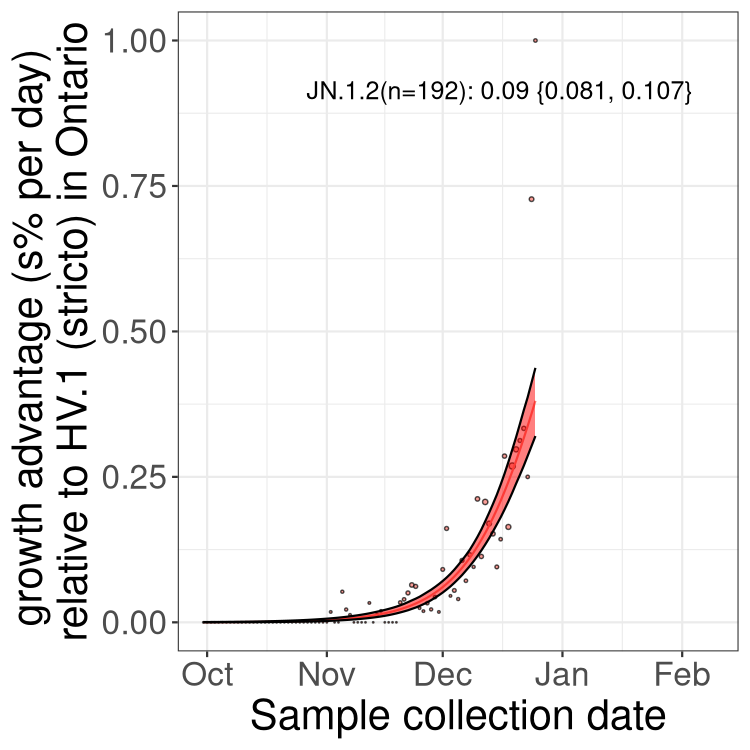 growth advantage (s% per day)
relative to HV.1 (stricto) in Ontario
1.00
0.75
0.50
0.25
0.00
JN.1.2(n=192): 0.09 {0.081, 0.107}
Oct Nov Dec Jan Feb
Sample collection date